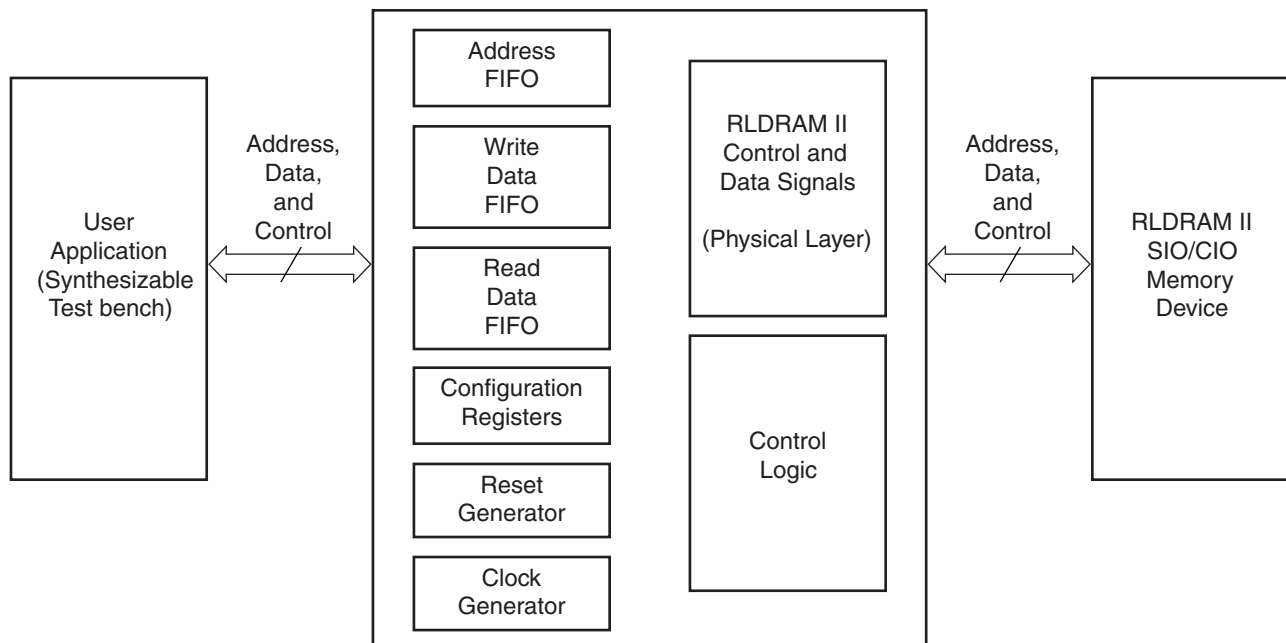 Address
FIFO
Write
Data
FIFO
Read
Data
FIFO
Configuration
Registers
Reset
Generator
Clock
Generator
RLDRAM II
Control and
Data Signals
(Physical Layer)
Control
Logic
User
Application
(Synthesizable
Test bench)
Address,
Data,
and
Control
Address,
Data,
and
Control
RLDRAM II
SIO/CIO
Memory
Device